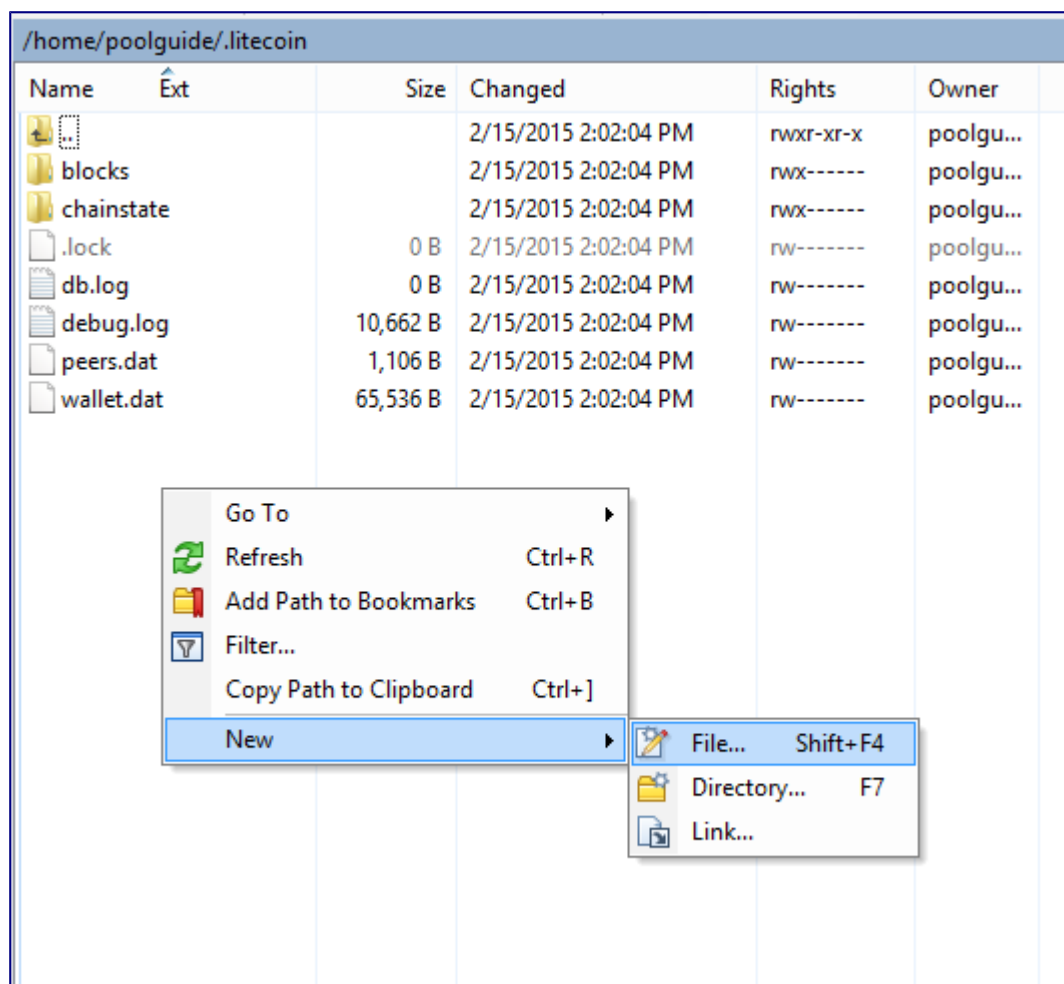 /home/poolguide/.litecoin
Name Ext Size Changed Rights Owner
.. 2/15/2015 2:02:04 PM rwxr-xr-x poolgu...
blocks 2/15/2015 2:02:04 PM rwx------ poolgu...
chainstate 2/15/2015 2:02:04 PM rwx------ poolgu...
.lock 0 B 2/15/2015 2:02:04 PM rw------- poolgu...
db.log 0 B 2/15/2015 2:02:04 PM rw------- poolgu...
debug.log 10,662 B 2/15/2015 2:02:04 PM rw------- poolgu...
peers.dat 1,106 B 2/15/2015 2:02:04 PM rw------- poolgu...
wallet.dat 65,536 B 2/15/2015 2:02:04 PM rw------- poolgu...
Go To
Refresh Ctrl+R
Add Path to Bookmarks Ctrl+B
Filter...
Copy Path to Clipboard Ctrl+]
New
File... Shift+F4
Directory... F7
Link...